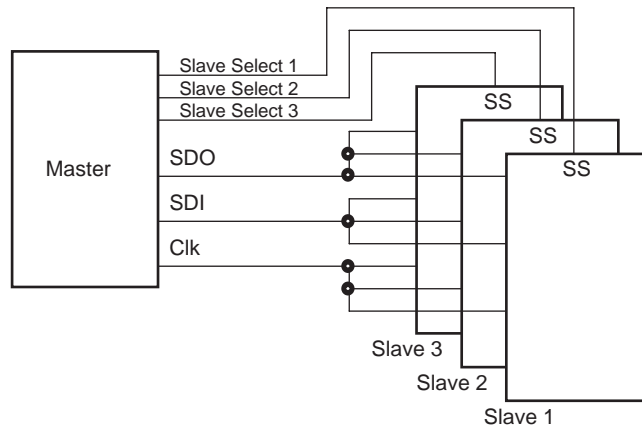 Slave Select 1
Slave Select 2
Slave Select 3
SS
SS
SS
SDO
Master
SDI
Clk
Slave 3
Slave 2
Slave 1